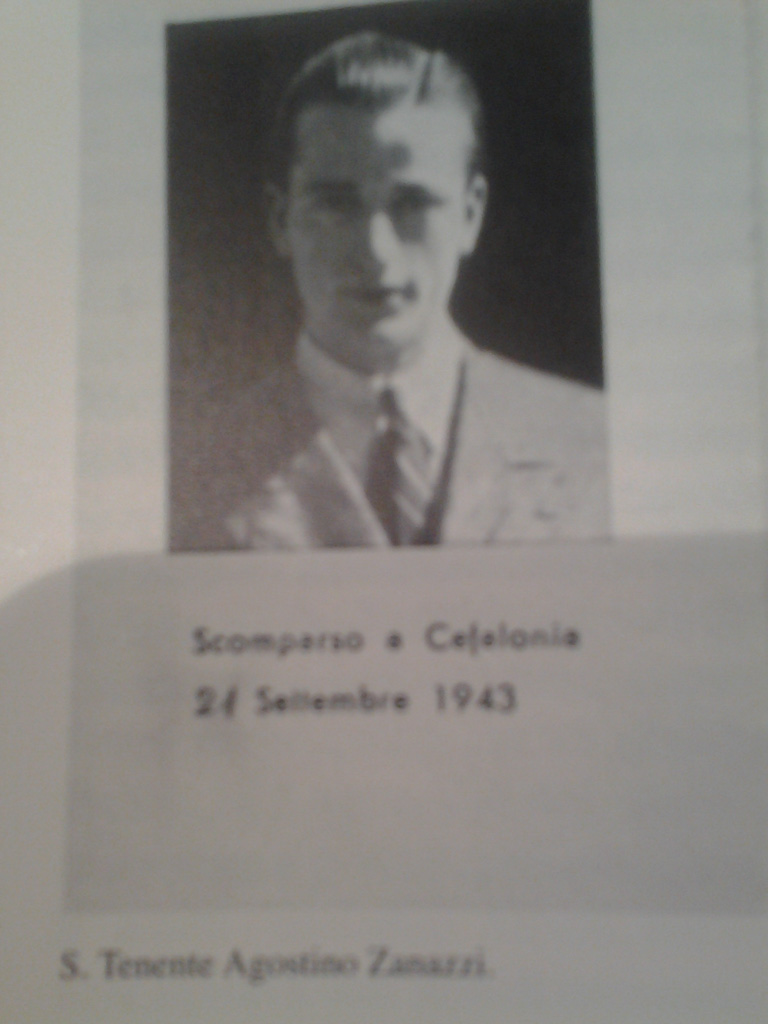 Scomparso a Cefalonia
21 Settembre 1943
S. Tenente Agostino Zanazzi.